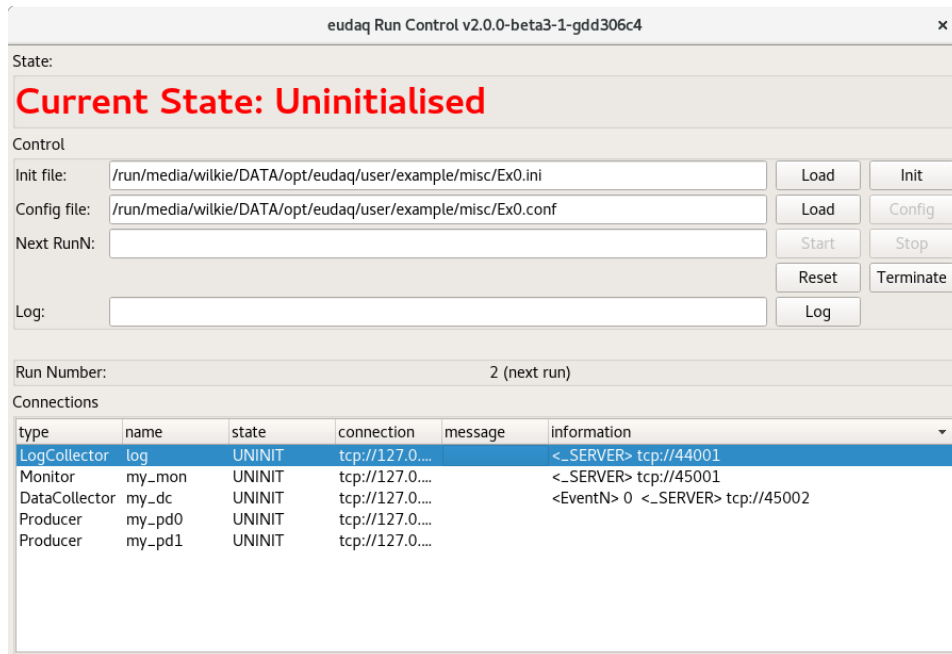 eudaq Run Control v2.0.0-beta3-1-gdd306c4 ×
State:
Current State: Uninitialised
Control
Init file: /run/media/wilkie/DATA/opt/eudaq/user/example/misc/Ex0.ini Load Init
Config file: /run/media/wilkie/DATA/opt/eudaq/user/example/misc/Ex0.conf Load Config
Next RunN: Start Stop
Reset Terminate
Log: Log
Run Number: 2 (next run)
Connections
type name state connection message information
LogCollector log UNINIT tcp://127.0.... <_SERVER> tcp://44001
Monitor my_mon UNINIT tcp://127.0.... <_SERVER> tcp://45001
DataCollector my_dc UNINIT tcp://127.0.... <EventN> 0 <_SERVER> tcp://45002
Producer my_pd0 UNINIT tcp://127.0....
Producer my_pd1 UNINIT tcp://127.0....